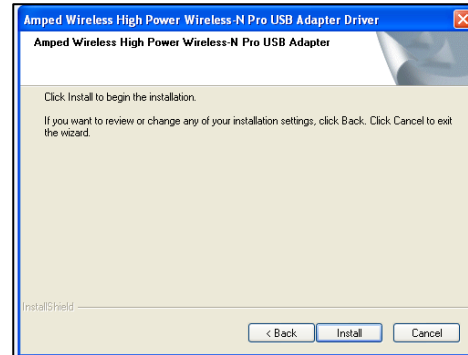 Amped Wireless High Power Wireless-N Pro USB Adapter Driver
Amped Wireless High Power Wireless-N Pro USB Adapter
Click Install to begin the installation.
If you want to review or change any of your installation settings, click Back. Click Cancel to exit
the wizard.
InstallShield
< Back Install Cancel